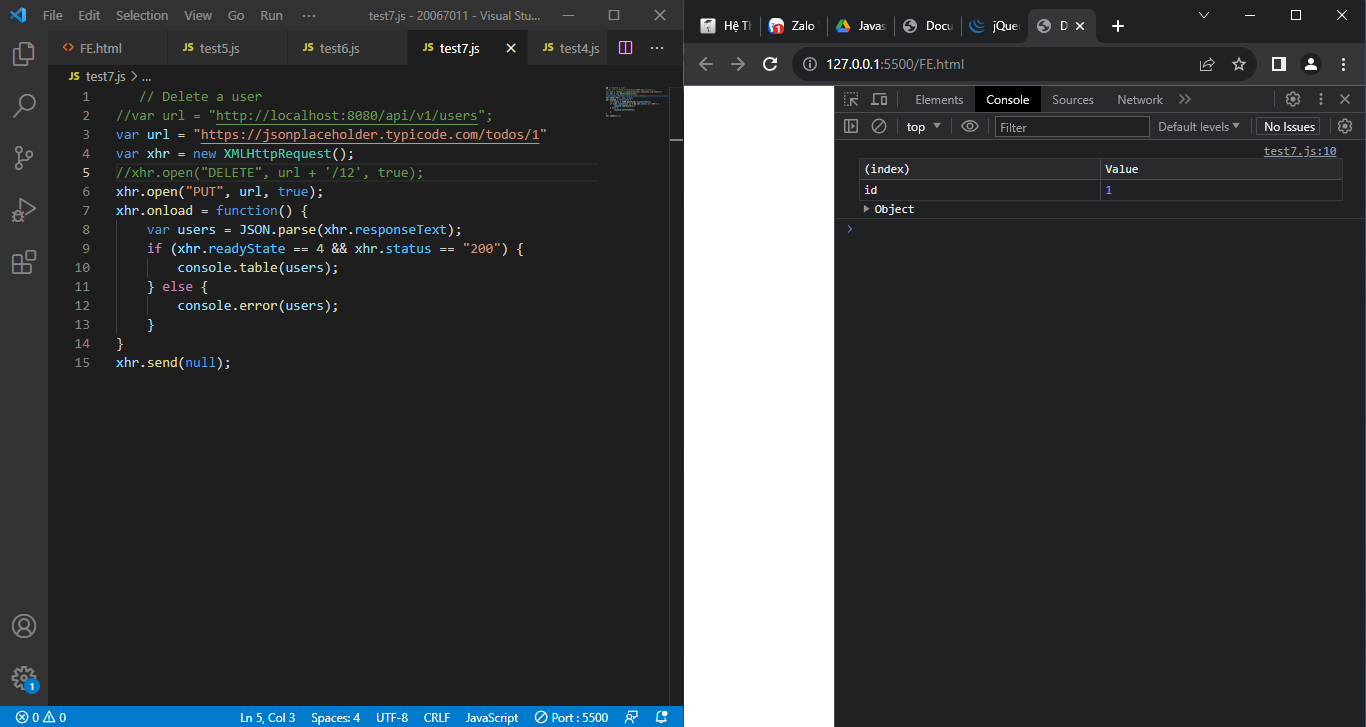 File Edit Selection View Go Run ··· test7.js - 20067011 - Visual Stu...
FE.html JS test5.js JS test6.js JS test7.js JS test4.js ···
JS test7.js > ...
1 // Delete a user
2 //var url = "http://localhost:8080/api/v1/users";
3 var url = "https://jsonplaceholder.typicode.com/todos/1"
4 var xhr = new XMLHttpRequest();
5 //xhr.open("DELETE", url + '/12', true);
6 xhr.open("PUT", url, true);
7 xhr.onload = function() {
8 var users = JSON.parse(xhr.responseText);
9 if (xhr.readyState == 4 && xhr.status == "200") {
10 console.table(users);
11 } else {
12 console.error(users);
13 }
14 }
15 xhr.send(null);
1
0 0 Ln 5, Col 3 Spaces: 4 UTF-8 CRLF JavaScript Port : 5500
Hệ Th Zalo Javas Docu jQue D
127.0.0.1:5500/FE.html
Elements Console Sources Network
top Filter Default levels No Issues
test7.js:10
(index) Value
id 1
Object